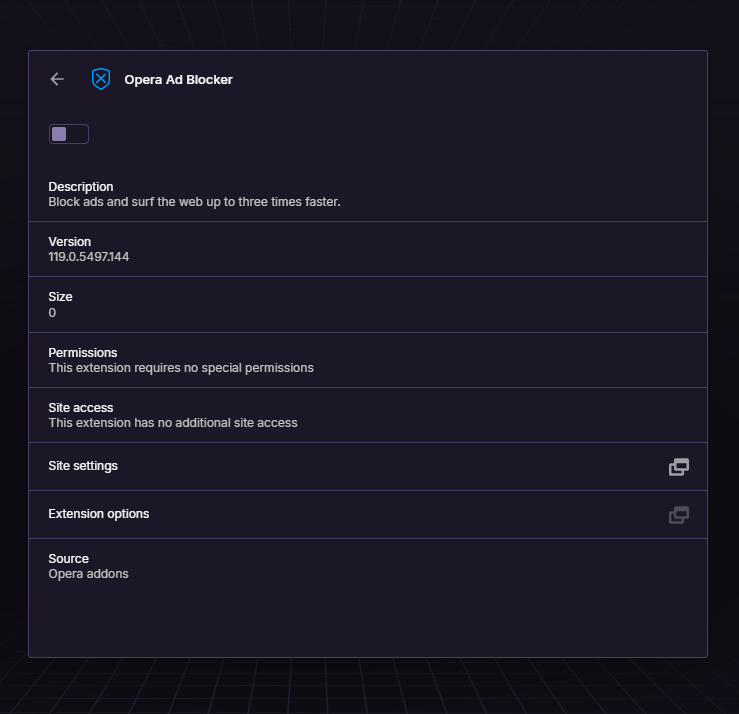 Opera Ad Blocker
Description
Block ads and surf the web up to three times faster.
Version
119.0.5497.144
Size
0
Permissions
This extension requires no special permissions
Site access
This extension has no additional site access
Site settings
Extension options
Source
Opera addons